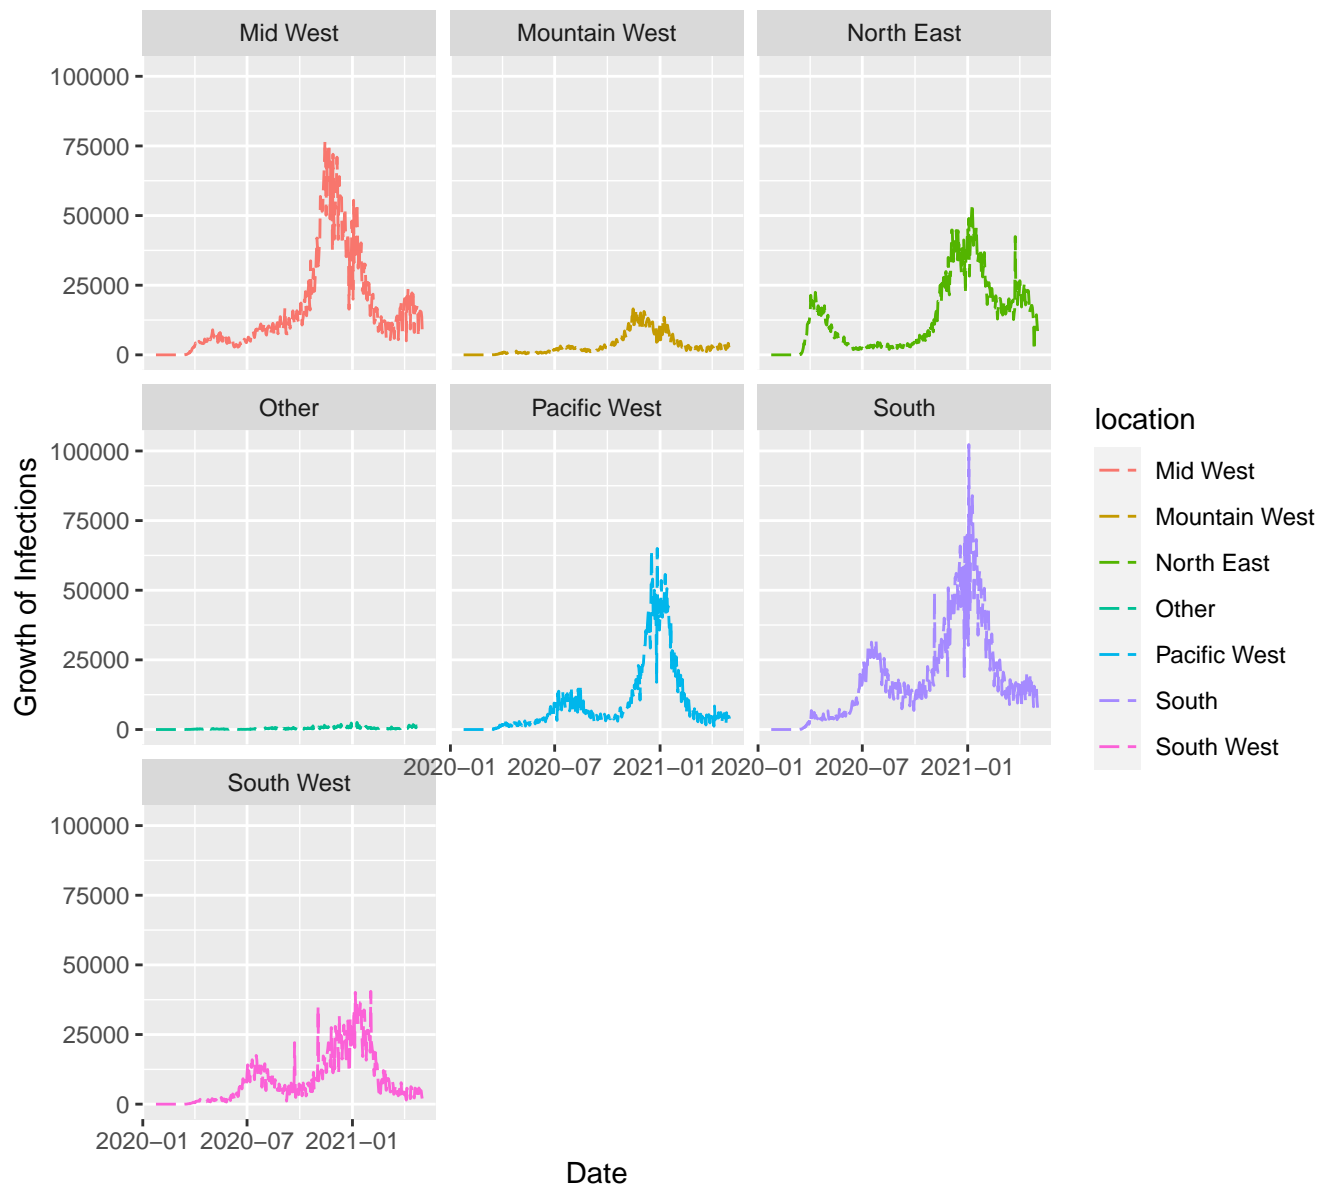 Mid West
Mountain West
North East
100000
75000
50000
25000
0
Other
Pacific West
South
100000
75000
50000
25000
0
2020−01
2020−07
2021−01
2020−01
2020−07
2021−01
South West
100000
75000
50000
25000
0
2020−01
2020−07
2021−01
Growth of Infections
Date
location
Mid West
Mountain West
North East
Other
Pacific West
South
South West